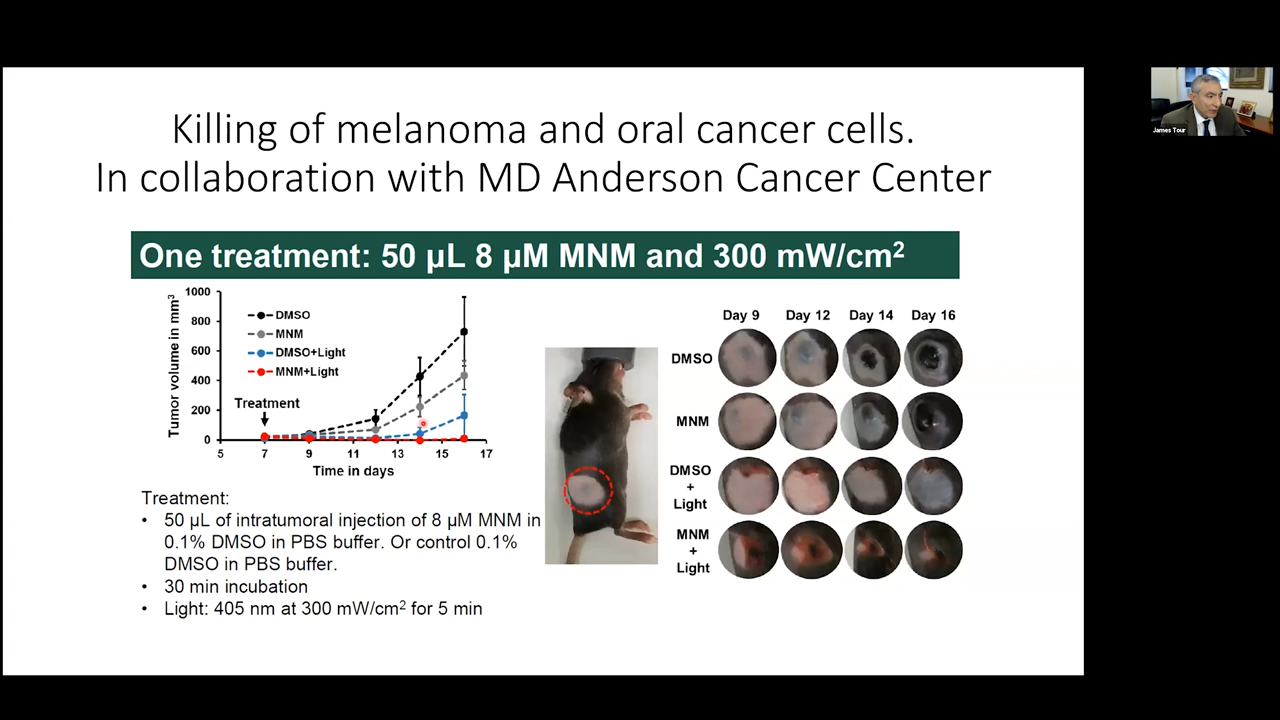 James Tour
Killing of melanoma and oral cancer cells.
In collaboration with MD Anderson Cancer Center
One treatment: 50 µL 8 µM MNM and 300 mW/cm²
Tumor volume in mm³
1000
800
600
400
200
0
DMSO
MNM
DMSO+Light
MNM+Light
Treatment
5 7 9 11 13 15 17
Time in days
Treatment:
• 50 µL of intratumoral injection of 8 µM MNM in
0.1% DMSO in PBS buffer. Or control 0.1%
DMSO in PBS buffer.
• 30 min incubation
• Light: 405 nm at 300 mW/cm² for 5 min
Day 9 Day 12 Day 14 Day 16
DMSO
MNM
DMSO
+
Light
MNM
+
Light